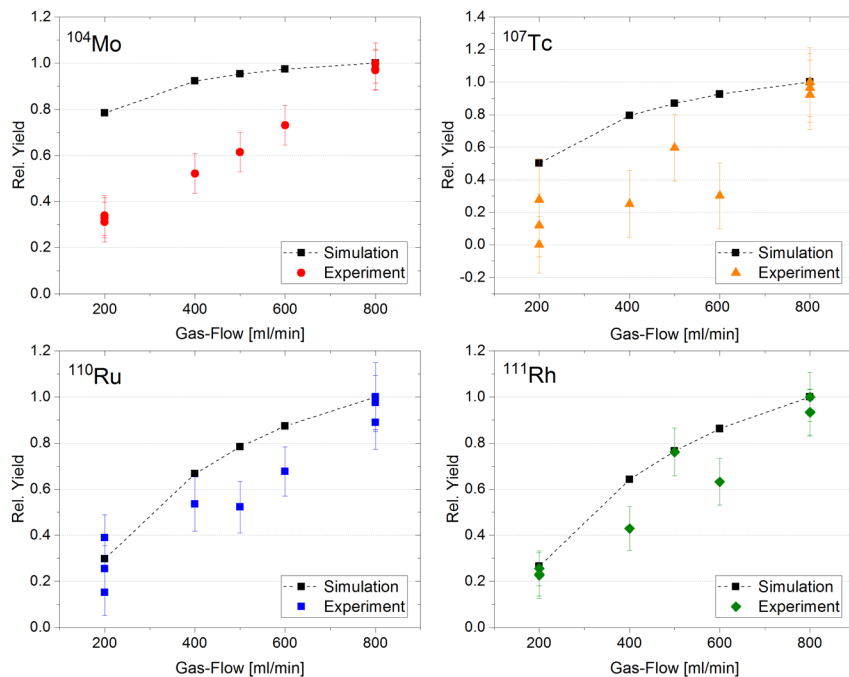 ¹⁰⁴Mo
1.2
1.0
0.8
0.6
0.4
0.2
0.0
Rel. Yield
Simulation
Experiment
200 400 600 800
Gas-Flow [ml/min]
¹⁰⁷Tc
1.4
1.2
1.0
0.8
0.6
0.4
0.2
0.0
-0.2
-0.4
Rel. Yield
Simulation
Experiment
200 400 600 800
Gas-Flow [ml/min]
¹¹⁰Ru
1.2
1.0
0.8
0.6
0.4
0.2
0.0
Rel. Yield
Simulation
Experiment
200 400 600 800
Gas-Flow [ml/min]
¹¹¹Rh
1.2
1.0
0.8
0.6
0.4
0.2
0.0
Rel. Yield
Simulation
Experiment
200 400 600 800
Gas-Flow [ml/min]